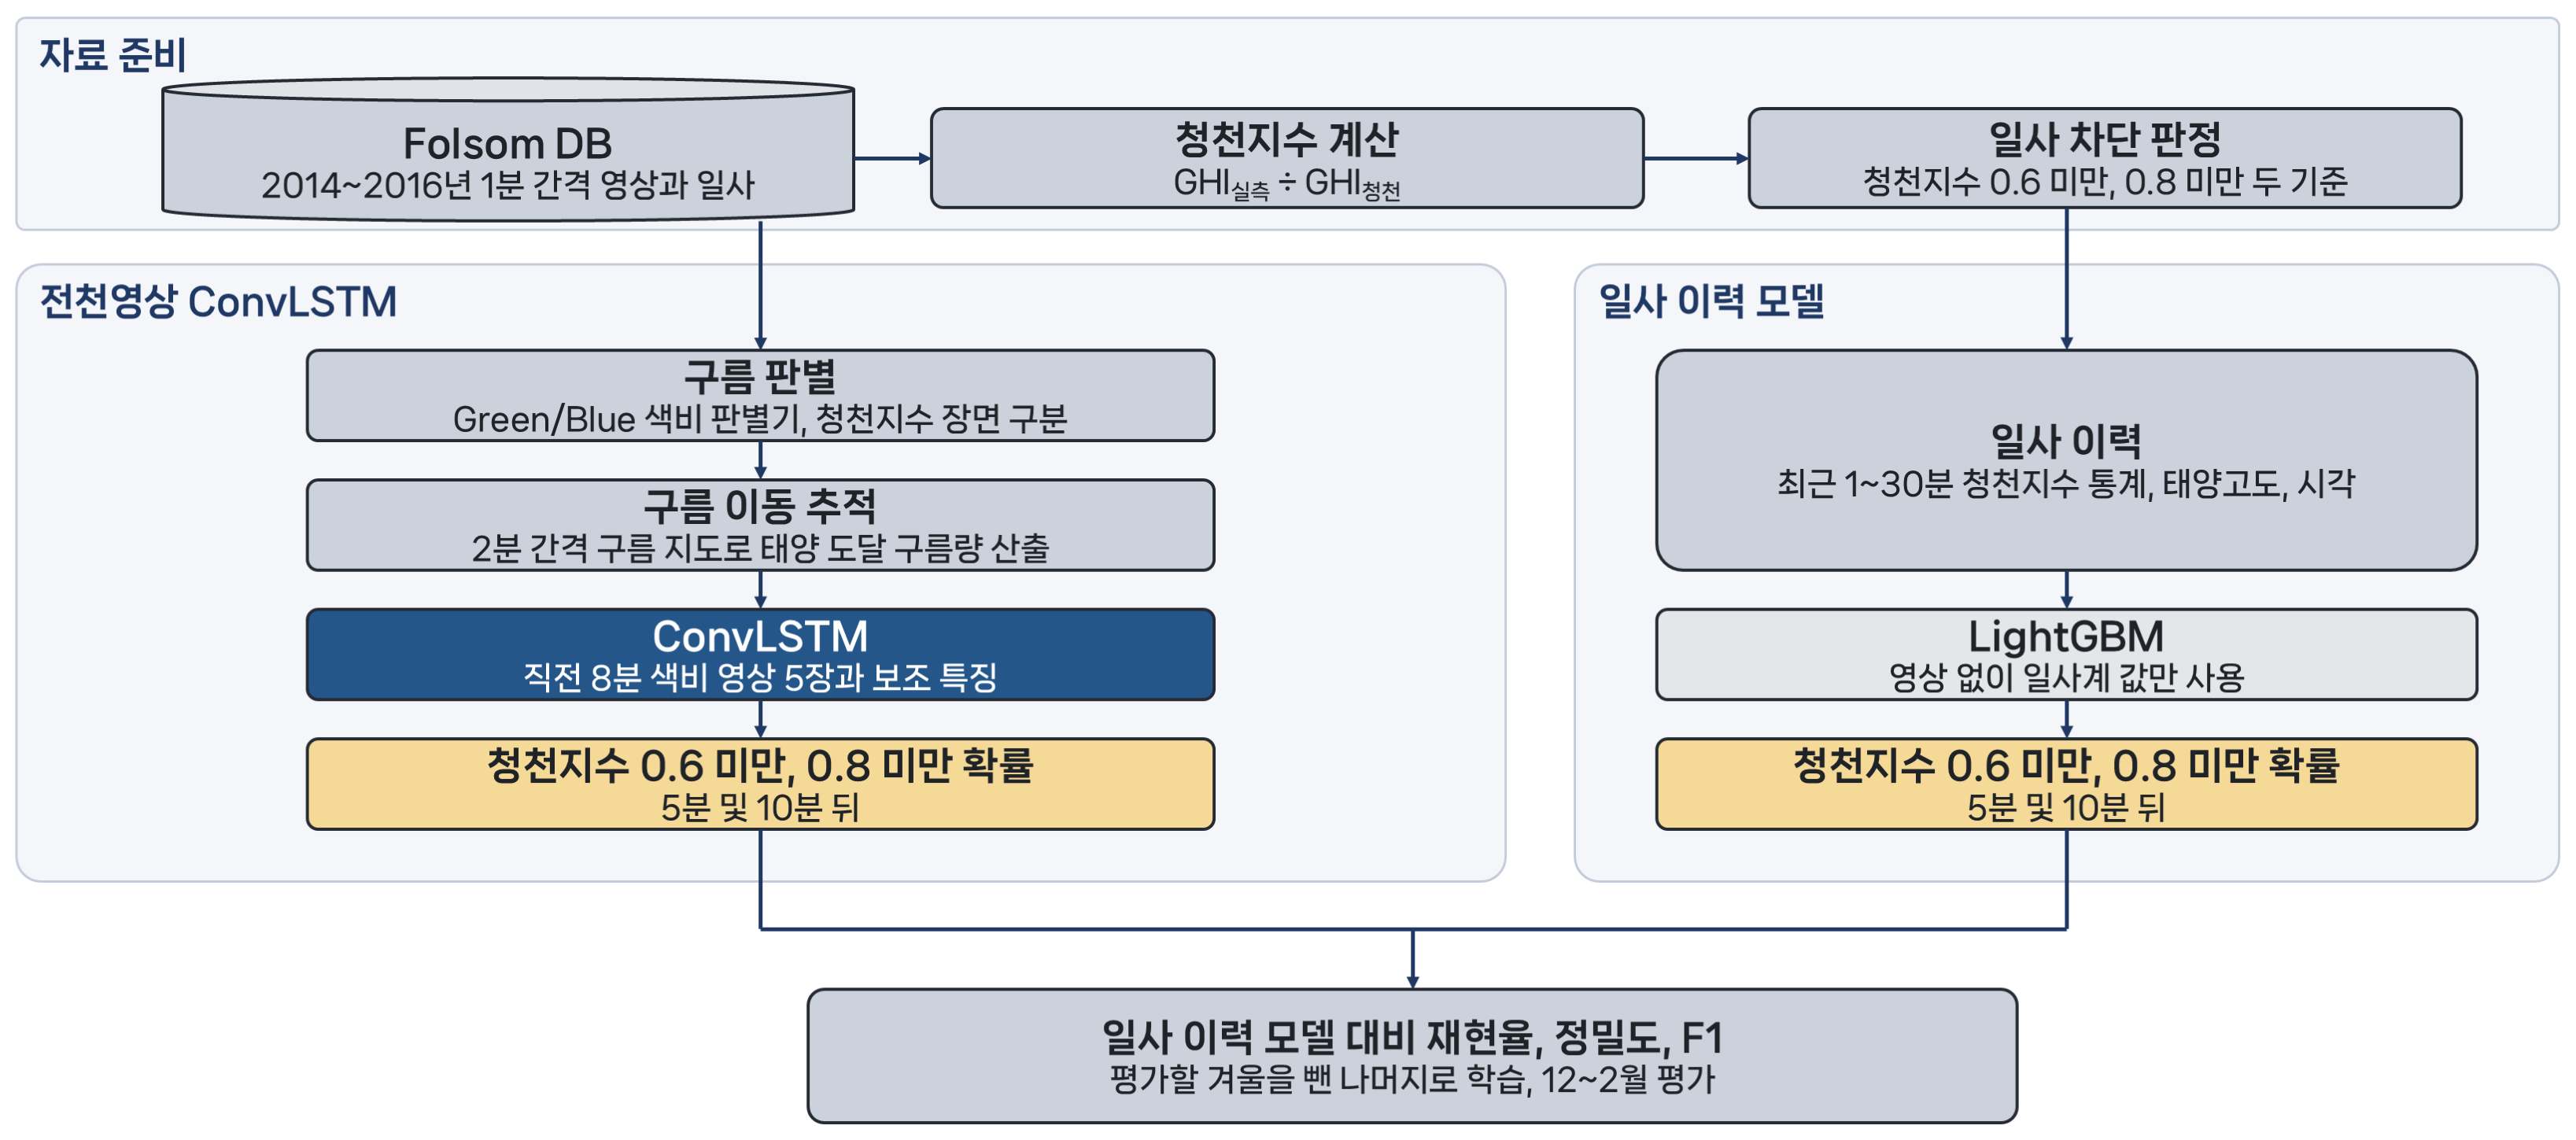 자료 준비
Folsom DB
2014~2016년 1분 간격 영상과 일사
청천지수 계산
GHI실측 ÷ GHI청천
일사 차단 판정
청천지수 0.6 미만, 0.8 미만 두 기준
전천영상 ConvLSTM
구름 판별
Green/Blue 색비 판별기, 청천지수 장면 구분
구름 이동 추적
2분 간격 구름 지도로 태양 도달 구름량 산출
ConvLSTM
직전 8분 색비 영상 5장과 보조 특징
청천지수 0.6 미만, 0.8 미만 확률
5분 및 10분 뒤
일사 이력 모델
일사 이력
최근 1~30분 청천지수 통계, 태양고도, 시각
LightGBM
영상 없이 일사계 값만 사용
청천지수 0.6 미만, 0.8 미만 확률
5분 및 10분 뒤
일사 이력 모델 대비 재현율, 정밀도, F1
평가할 겨울을 뺀 나머지로 학습, 12~2월 평가